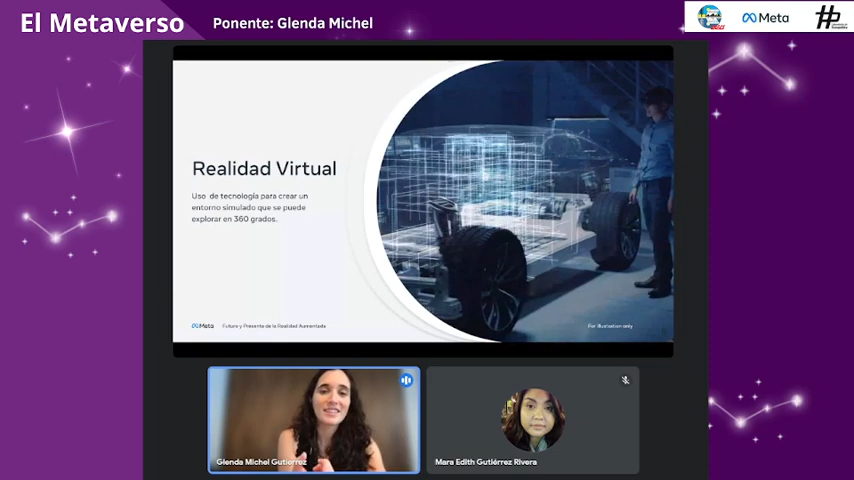 El Metaverso
Ponente: Glenda Michel
Meta
Realidad Virtual
Uso de tecnología para crear un
entorno simulado que se puede
explorar en 360 grados.
Meta Futuro y Presente de la Realidad Aumentada
For illustration only
Glenda Michel Gutierrez
Mara Edith Gutiérrez Rivera